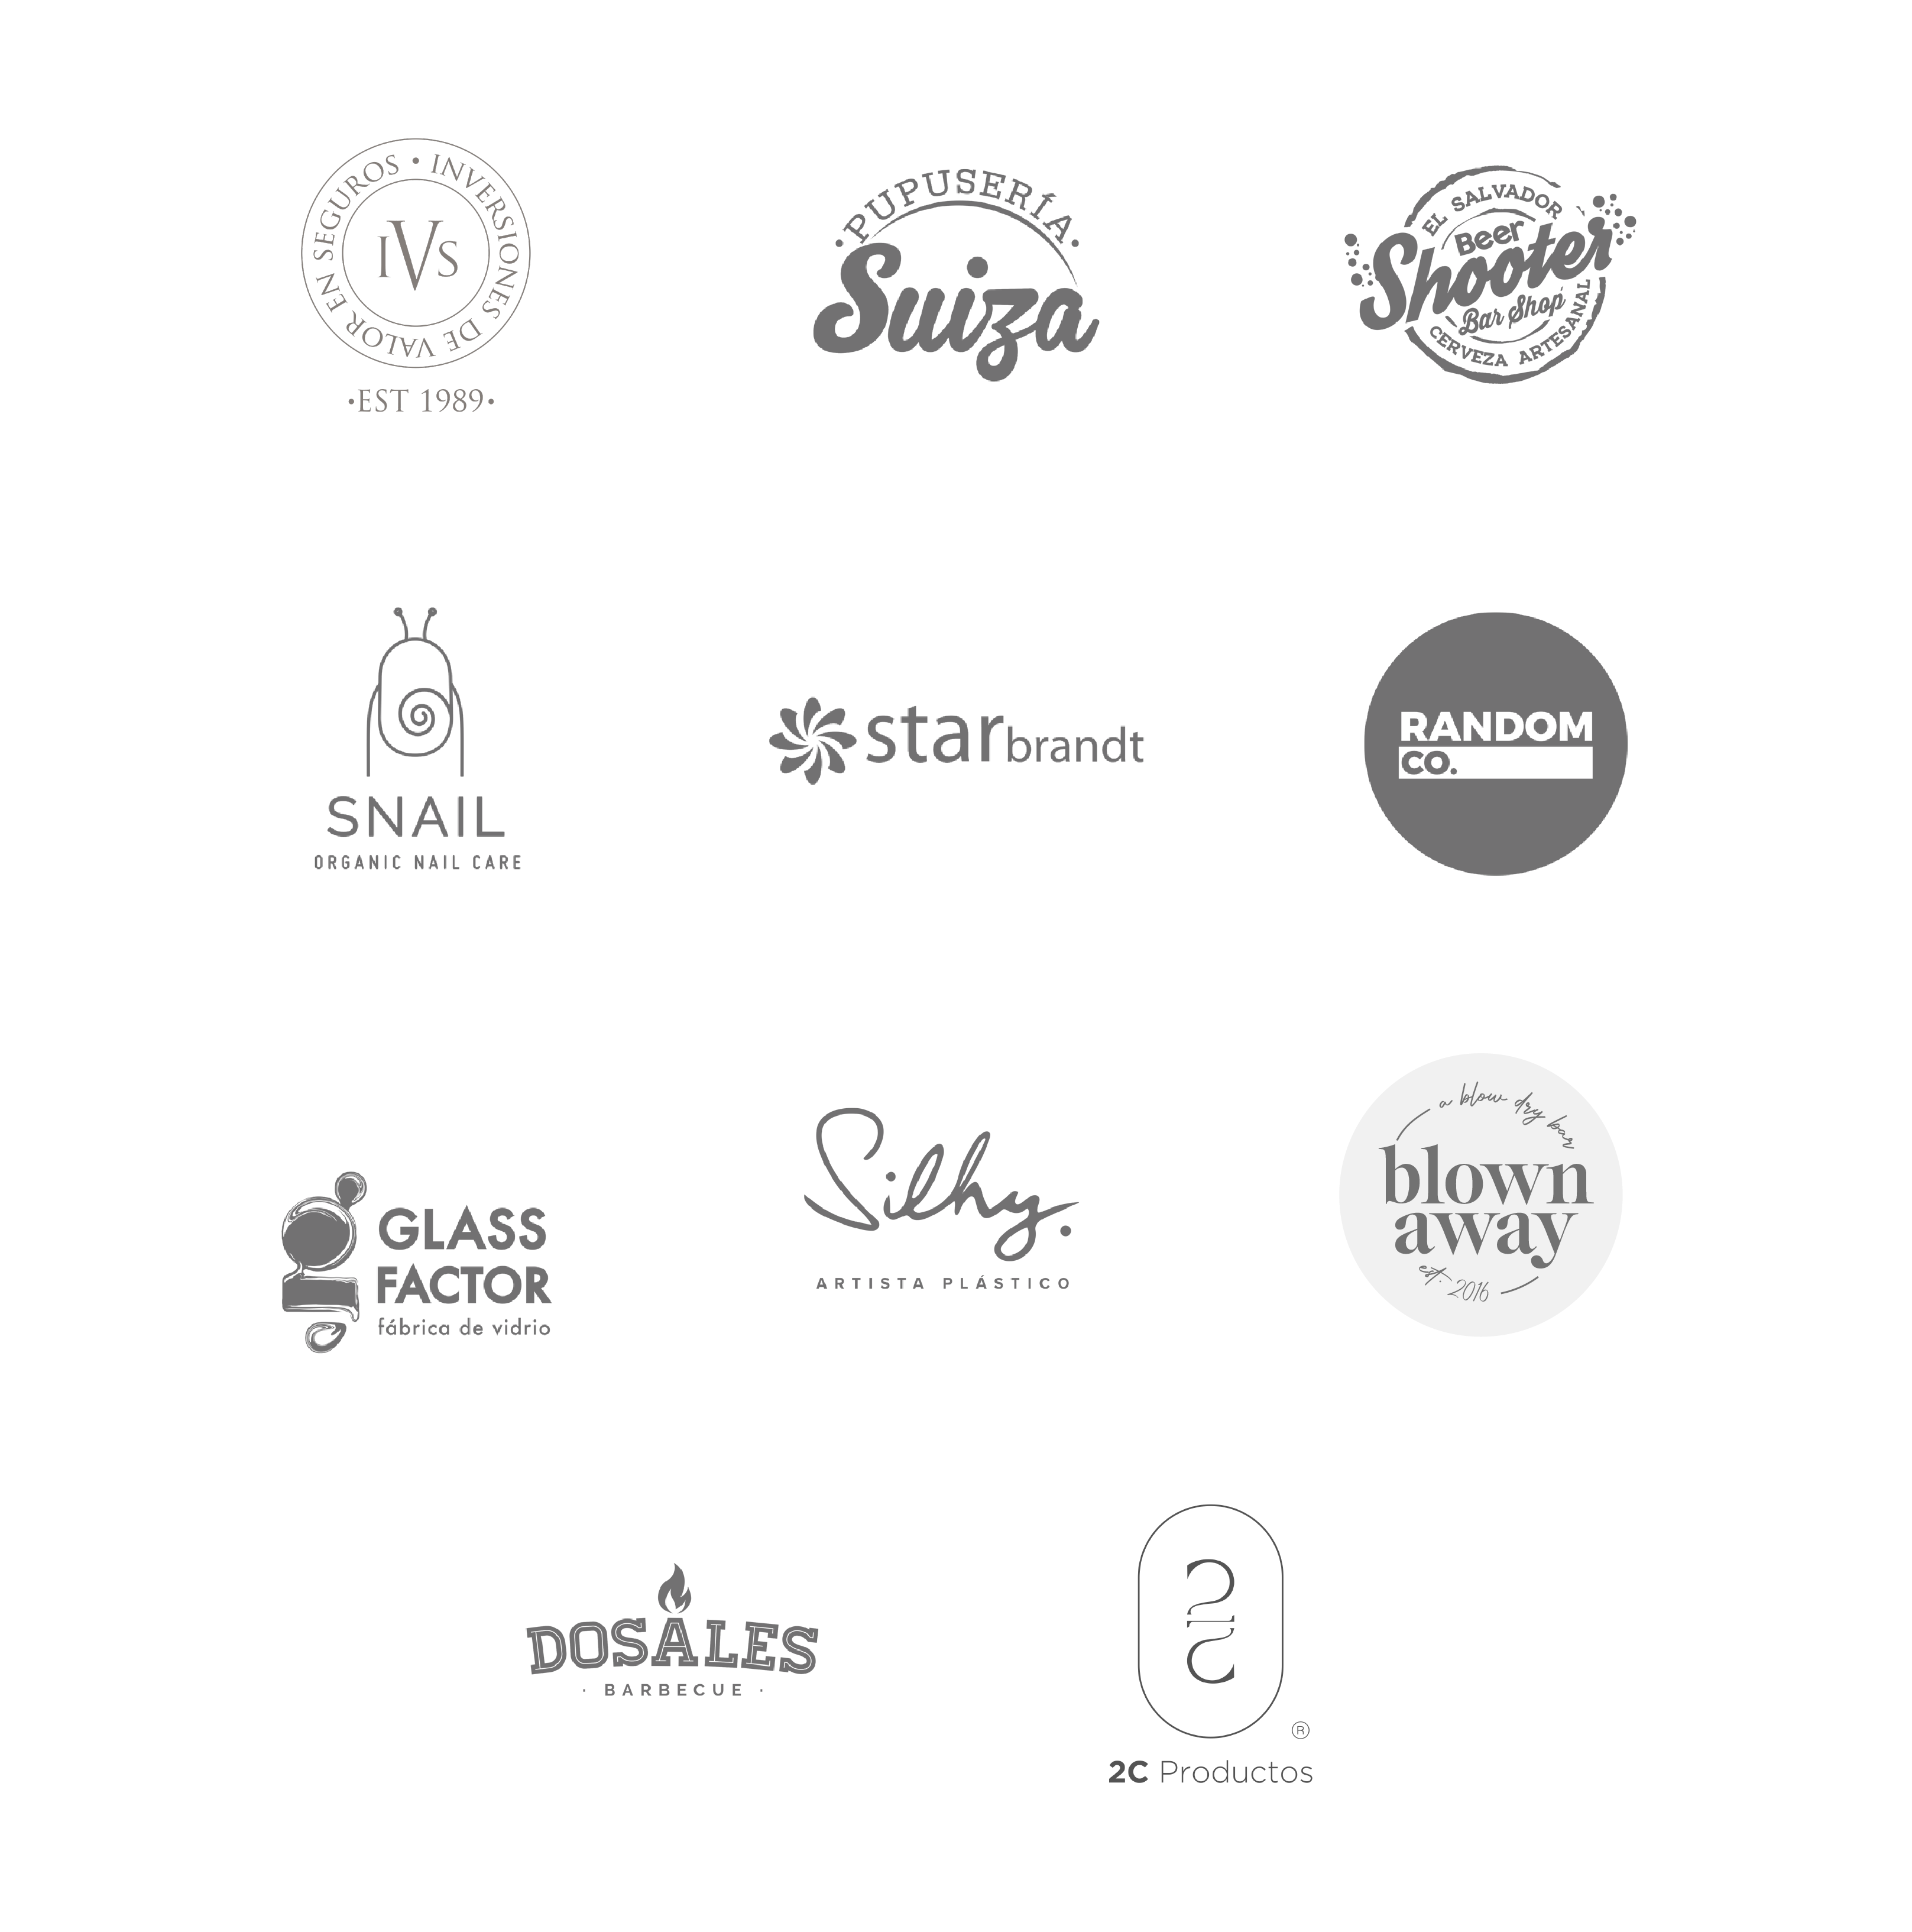 INVERSIONES DE VALOR EN SEGUROS •
IVS
•EST 1989•
•PUPUSERÍA•
Suiza
EL SALVADOR
Beer
Shooter
Bar Shop
CERVEZA ARTESANAL
SNAIL
ORGANIC NAIL CARE
starbrandt
RANDOM
CO.
GLASS
FACTOR
fábrica de vidrio
Silhy.
ARTISTA PLÁSTICO
a blow dry bar
blown
away
est. 2016
DOSALES
· BARBECUE ·
®
2C Productos